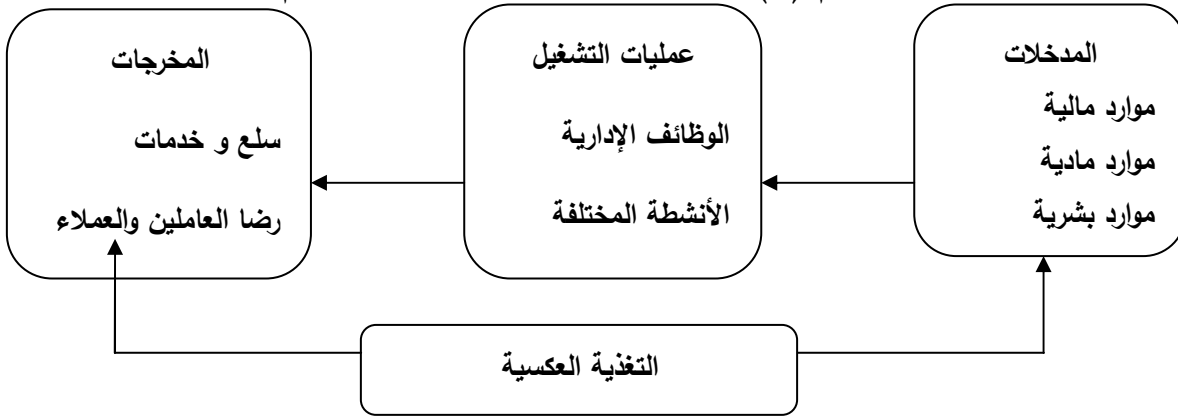 المدخلات
موارد مالية
موارد مادية
موارد بشرية
عمليات التشغيل
الوظائف الإدارية
الأنشطة المختلفة
المخرجات
سلع و خدمات
رضا العاملين والعملاء
التغذية العكسية